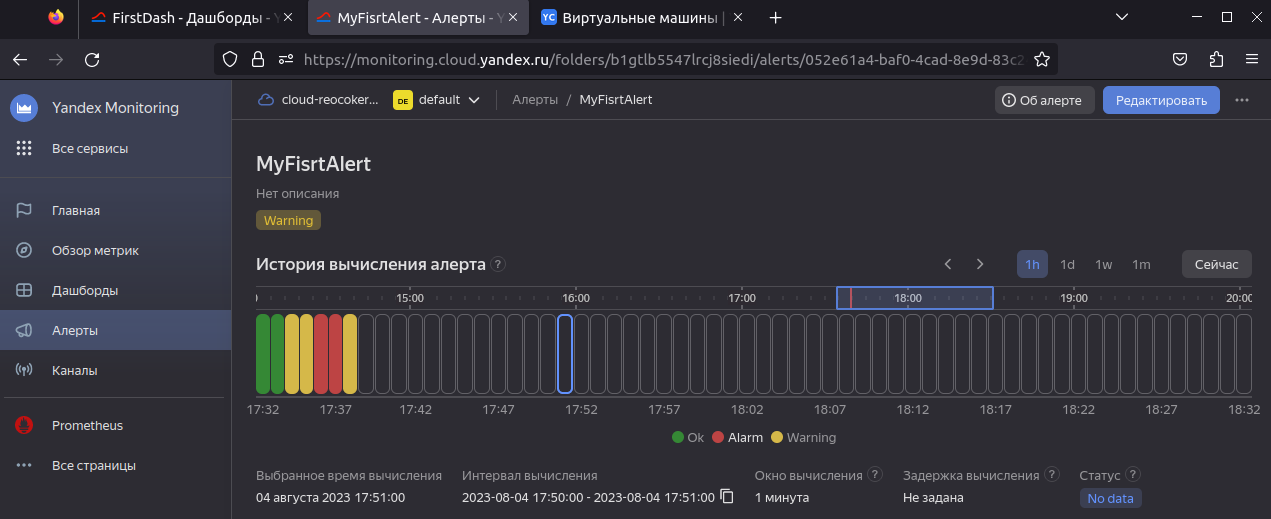 FirstDash - Дашборды -
MyFisrtAlert - Алерты - Y
YC Виртуальные машины |
https://monitoring.cloud.yandex.ru/folders/b1gtlb5547lrcj8siedi/alerts/052e61a4-baf0-4cad-8e9d-83c2
Yandex Monitoring
Все сервисы
Главная
Обзор метрик
Дашборды
Алерты
Каналы
Prometheus
Все страницы
cloud-reocoker...
DE default
Алерты / MyFisrtAlert
Об алерте
Редактировать
MyFisrtAlert
Нет описания
Warning
История вычисления алерта ?
1h 1d 1w 1m Сейчас
15:00 16:00 17:00 18:00 19:00 20:00
17:32 17:37 17:42 17:47 17:52 17:57 18:02 18:07 18:12 18:17 18:22 18:27 18:32
Ok Alarm Warning
Выбранное время вычисления
04 августа 2023 17:51:00
Интервал вычисления
2023-08-04 17:50:00 - 2023-08-04 17:51:00
Окно вычисления ?
1 минута
Задержка вычисления ?
Не задана
Статус ?
No data